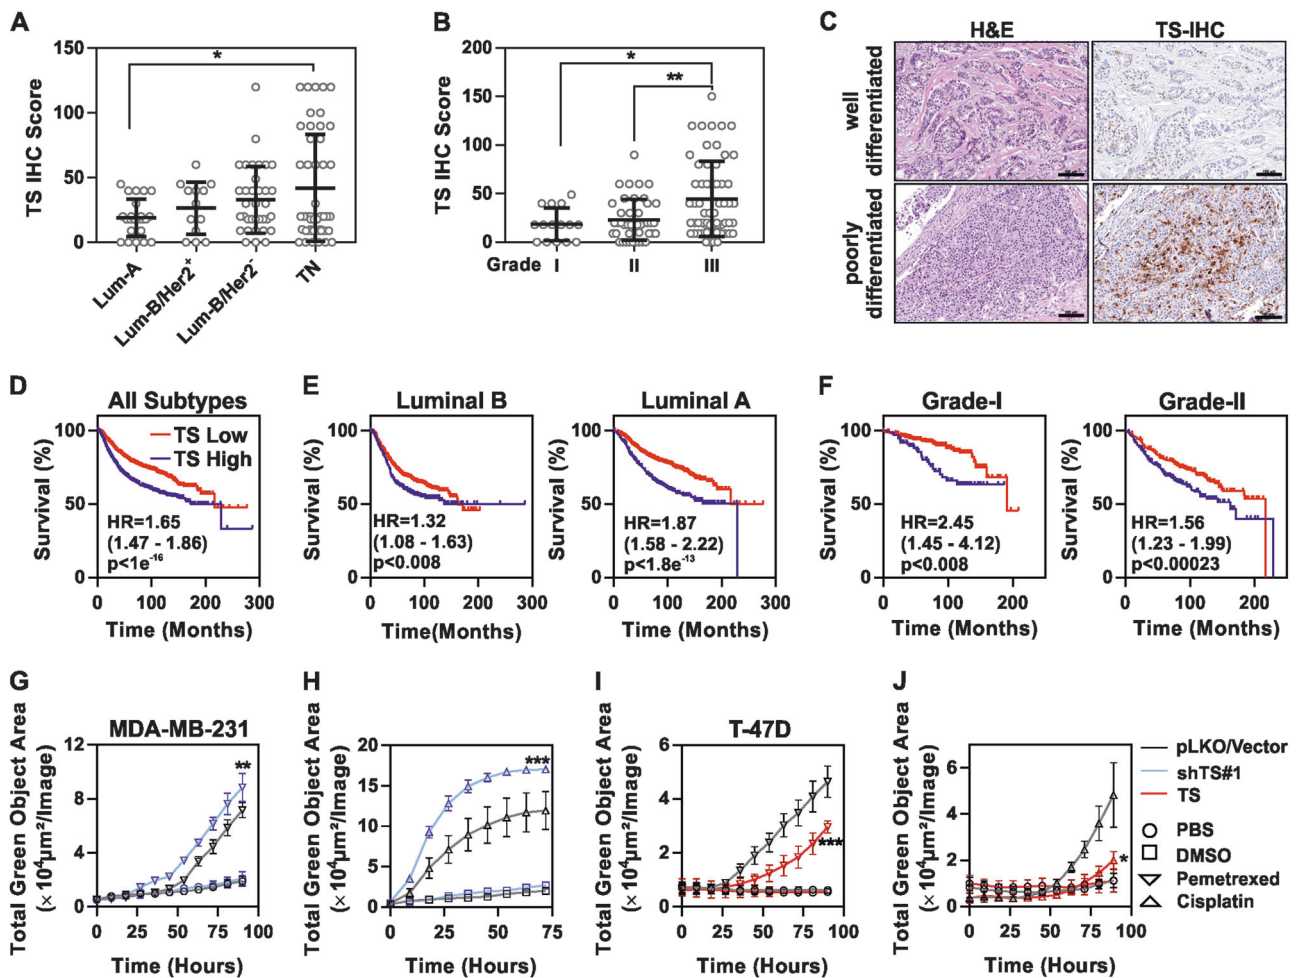 A
TS IHC Score
150
100
50
0
*
Lum-A
Lum-B/Her2⁺
Lum-B/Her2⁻
TN
B
TS IHC Score
200
150
100
50
0
*
**
Grade I II III
C
H&E TS-IHC
well
differentiated
poorly
differentiated
D
All Subtypes
Survival (%)
100
50
0
TS Low
TS High
HR=1.65
(1.47 - 1.86)
p<1e⁻¹⁶
0 100 200 300
Time (Months)
E
Luminal B
Survival (%)
100
50
0
HR=1.32
(1.08 - 1.63)
p<0.008
0 100 200 300
Time(Months)
Luminal A
Survival (%)
100
50
0
HR=1.87
(1.58 - 2.22)
p<1.8e⁻¹³
0 100 200 300
Time (Months)
F
Grade-I
Survival (%)
100
50
0
HR=2.45
(1.45 - 4.12)
p<0.008
0 100 200
Time (Months)
Grade-II
Survival (%)
100
50
0
HR=1.56
(1.23 - 1.99)
p<0.00023
0 100 200
Time (Months)
G
MDA-MB-231
Total Green Object Area
(× 10⁴μm²/Image)
12
8
4
0
**
0 25 50 75 100
Time (Hours)
H
Total Green Object Area
(× 10⁴μm²/Image)
20
15
10
5
0
***
0 25 50 75
Time (Hours)
I
T-47D
Total Green Object Area
(× 10⁴μm²/Image)
6
4
2
0
***
0 25 50 75 100
Time (Hours)
J
Total Green Object Area
(× 10⁴μm²/Image)
6
4
2
0
*
0 25 50 75 100
Time (Hours)
pLKO/Vector
shTS#1
TS
PBS
DMSO
Pemetrexed
Cisplatin